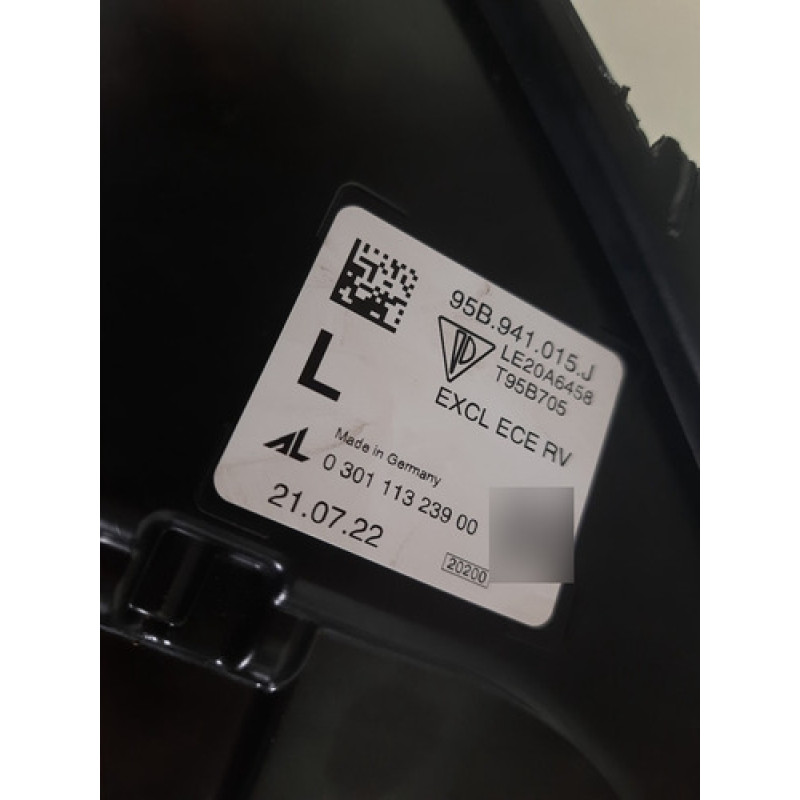 95B.941.015.J
LE20A6458
T95B705
L
EXCL ECE RV
AL
Made in Germany
0 301 113 239 00
21.07.22
20200